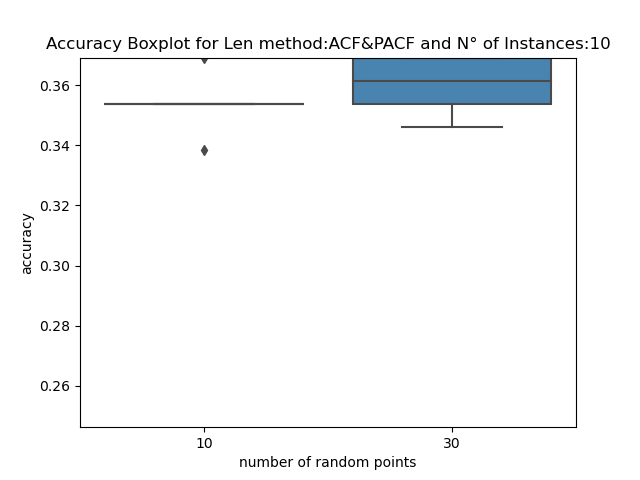 Accuracy Boxplot for Len method:ACF&PACF and N° of Instances:10
0.36
0.34
0.32
0.30
0.28
0.26
accuracy
10 30
number of random points